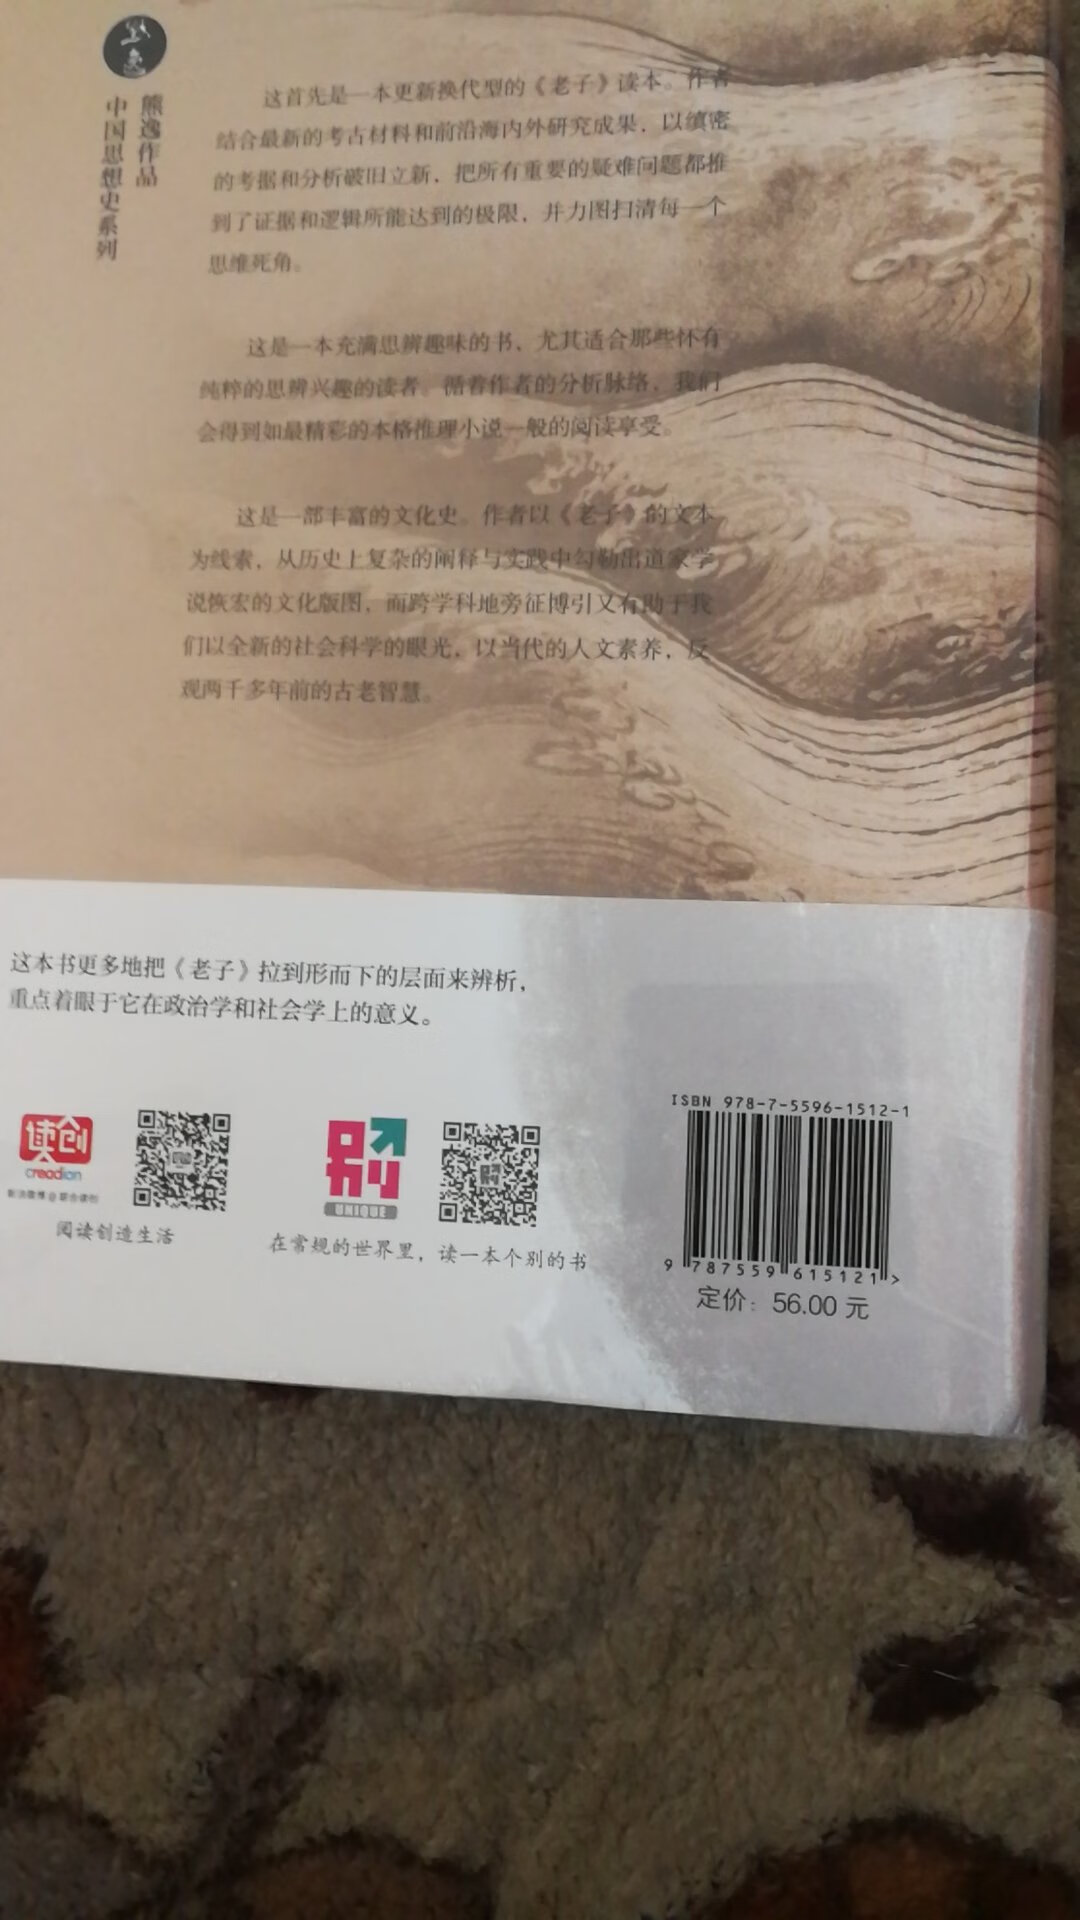 熊逸作品
中国思想史系列
这首先是一本更新换代型的《老子》读本。作者
结合最新的考古材料和前沿海内外研究成果，以缜密
的考据和分析破旧立新，把所有重要的疑难问题都推
到了证据和逻辑所能达到的极限，并力图扫清每一个
思维死角。
这是一本充满思辨趣味的书，尤其适合那些怀有
纯粹的思辨兴趣的读者。循着作者的分析脉络，我们
会得到如最精彩的本格推理小说一般的阅读享受。
这是一部丰富的文化史。作者以《老子》的文本
为线索，从历史上复杂的阐释与实践中勾勒出道家学
说恢宏的文化版图，而跨学科地旁征博引又有助于我
们以全新的社会科学的眼光，以当代的人文素养，反
观两千多年前的古老智慧。
这本书更多地把《老子》拉到形而下的层面来辨析，
重点着眼于它在政治学和社会学上的意义。
读创
creadion
新浪微博@联合读创
阅读创造生活
别
UNIQUE
在常规的世界里，读一本个别的书
ISBN 978-7-5596-1512-1
9 787559 615121 >
定价：56.00 元